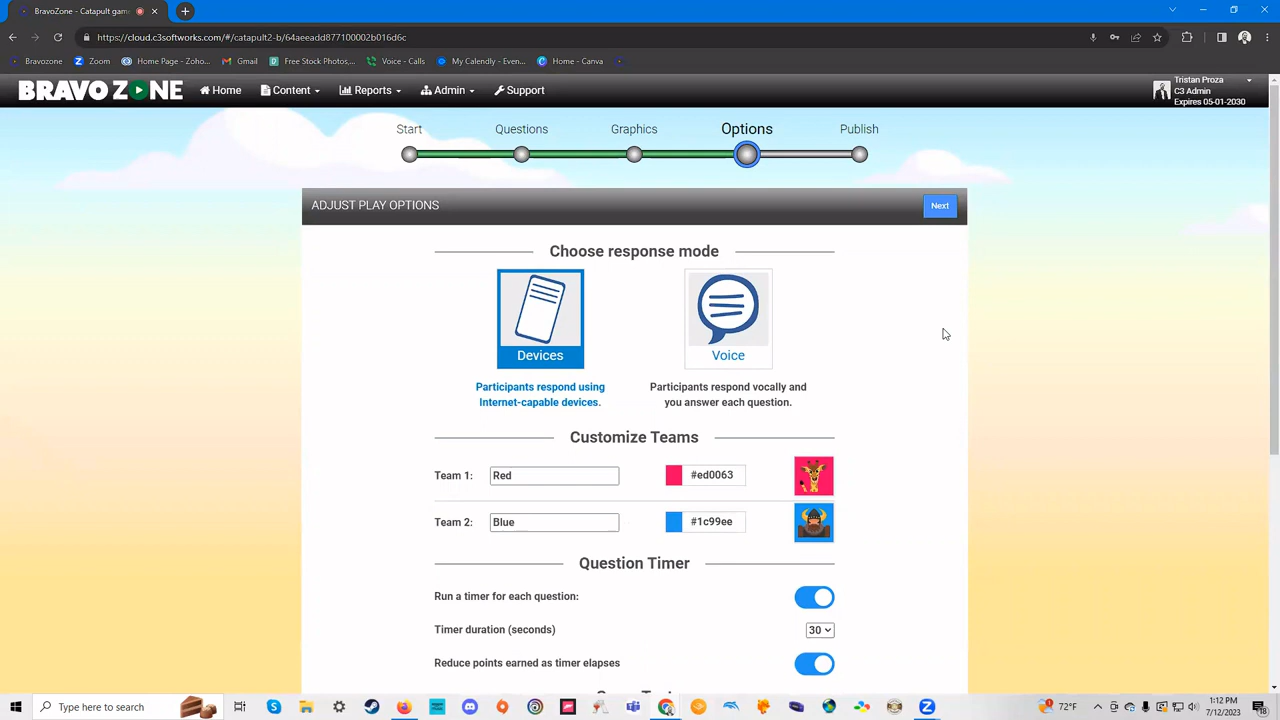 BravoZone - Catapult gam
https://cloud.c3softworks.com/#/catapult2-b/64aeeadd877100002b016d6c
Bravozone Zoom Home Page - Zoho... Gmail Free Stock Photos,... Voice - Calls My Calendly - Even... Home - Canva
BRAVO ZONE Home Content Reports Admin Support
Tristan Proza
C3 Admin
Expires 05-01-2030
Start Questions Graphics Options Publish
ADJUST PLAY OPTIONS Next
Choose response mode
Devices Voice
Participants respond using
Internet-capable devices.
Participants respond vocally and
you answer each question.
Customize Teams
Team 1: Red #ed0063
Team 2: Blue #1c99ee
Question Timer
Run a timer for each question:
Timer duration (seconds) 30
Reduce points earned as timer elapses
Type here to search
72°F
1:12 PM
7/12/2023